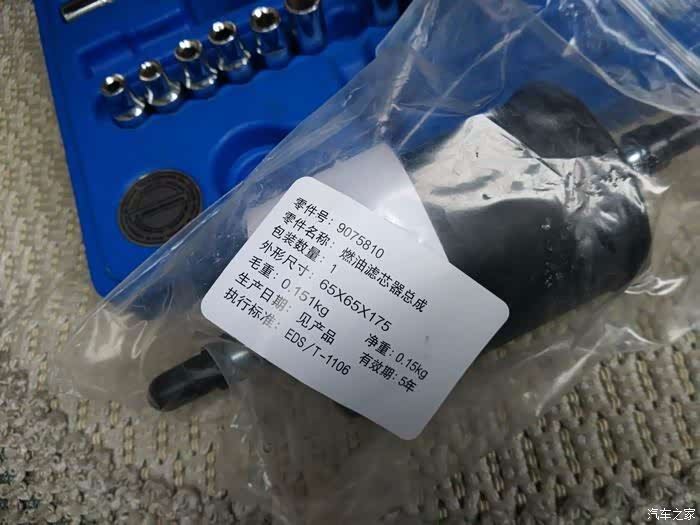 零件号: 9075810
零件名称: 燃油滤芯器总成
包装数量: 1
外形尺寸: 65X65X175
毛重: 0.151kg 净重: 0.15kg
生产日期: 见产品 有效期: 5年
执行标准: EDS/T-1106
汽车之家